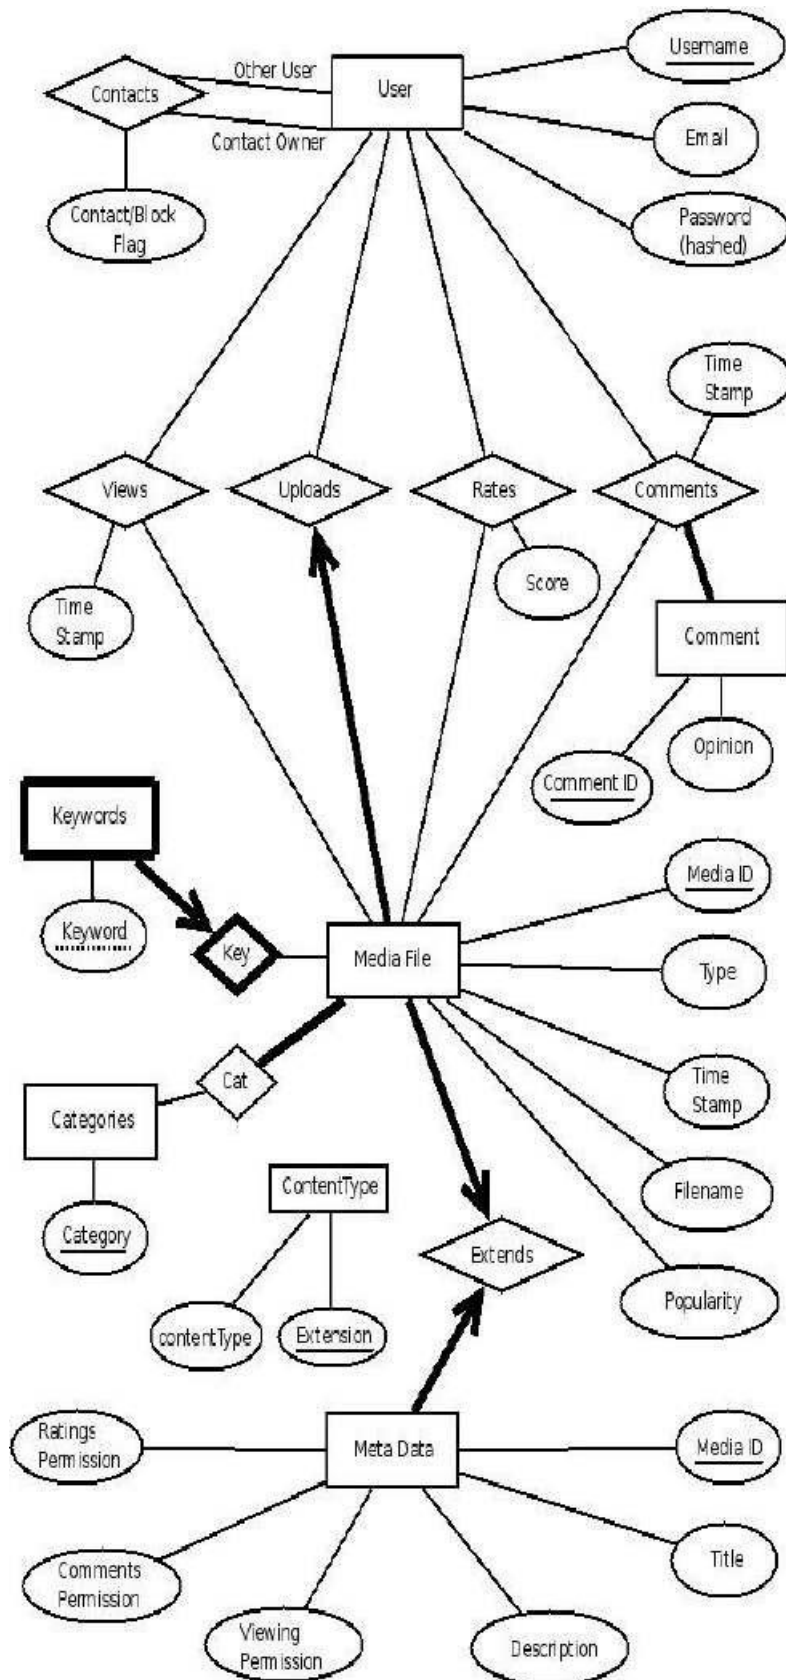 Username
Other User
User
Contacts
Contact Owner
Email
Contact/Block
Flag
Password
(hashed)
Time
Stamp
Views
Uploads
Rates
Comments
Score
Time
Stamp
Comment
Opinion
Comment ID
Keywords
Media ID
Keyword
Key
Media File
Type
Cat
Time
Stamp
Categories
ContentType
Filename
Category
Extends
Popularity
contentType
Extension
Ratings
Permission
Meta Data
Media ID
Title
Comments
Permission
Viewing
Permission
Description